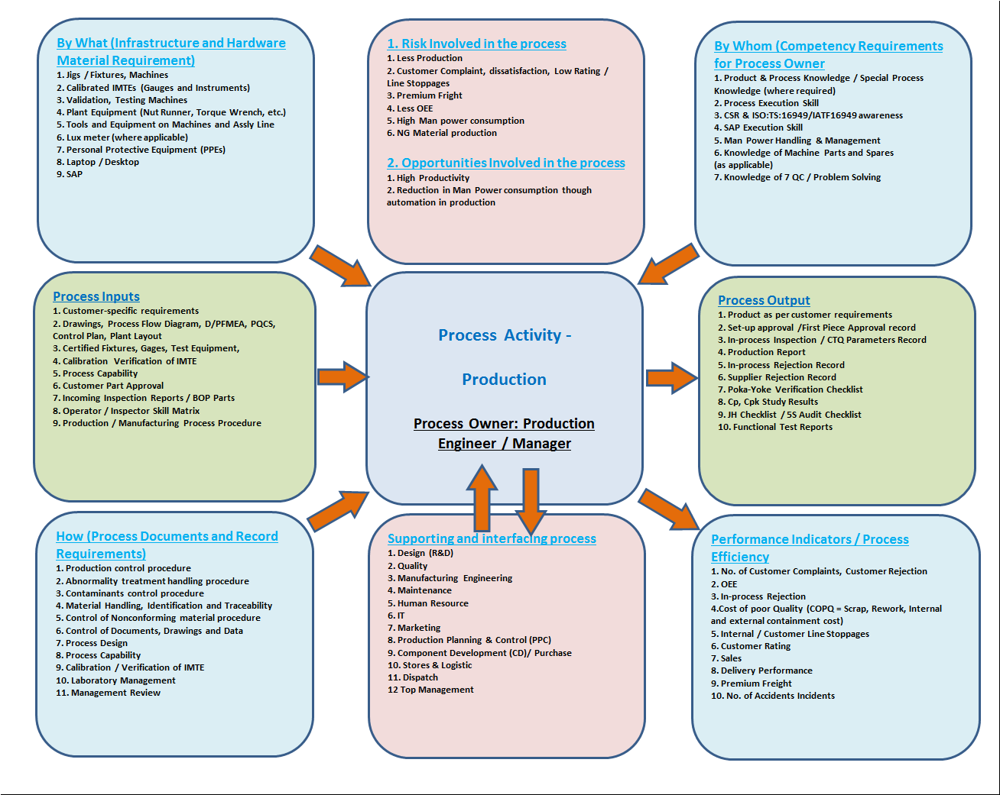 By What (Infrastructure and Hardware
Material Requirement)
1. Jigs / Fixtures, Machines
2. Calibrated IMTEs (Gauges and Instruments)
3. Validation, Testing Machines
4. Plant Equipment (Nut Runner, Torque Wrench, etc.)
5. Tools and Equipment on Machines and Assly Line
6. Lux meter (where applicable)
7. Personal Protective Equipment (PPEs)
8. Laptop / Desktop
9. SAP
1. Risk Involved in the process
1. Less Production
2. Customer Complaint, dissatisfaction, Low Rating /
Line Stoppages
3. Premium Fright
4. Less OEE
5. High Man power consumption
6. NG Material production
2. Opportunities Involved in the process
1. High Productivity
2. Reduction in Man Power consumption though
automation in production
By Whom (Competency Requirements
for Process Owner
1. Product & Process Knowledge / Special Process
Knowledge (where required)
2. Process Execution Skill
3. CSR & ISO:TS:16949/IATF16949 awareness
4. SAP Execution Skill
5. Man Power Handling & Management
6. Knowledge of Machine Parts and Spares
(as applicable)
7. Knowledge of 7 QC / Problem Solving
Process Inputs
1. Customer-specific requirements
2. Drawings, Process Flow Diagram, D/PFMEA, PQCS,
Control Plan, Plant Layout
3. Certified Fixtures, Gages, Test Equipment,
4. Calibration Verification of IMTE
5. Process Capability
6. Customer Part Approval
7. Incoming Inspection Reports / BOP Parts
8. Operator / Inspector Skill Matrix
9. Production / Manufacturing Process Procedure
Process Activity -
Production
Process Owner: Production
Engineer / Manager
Process Output
1. Product as per customer requirements
2. Set-up approval /First Piece Approval record
3. In-process Inspection / CTQ Parameters Record
4. Production Report
5. In-process Rejection Record
6. Supplier Rejection Record
7. Poka-Yoke Verification Checklist
8. Cp, Cpk Study Results
9. JH Checklist / 5S Audit Checklist
10. Functional Test Reports
How (Process Documents and Record
Requirements)
1. Production control procedure
2. Abnormality treatment handling procedure
3. Contaminants control procedure
4. Material Handling, Identification and Traceability
5. Control of Nonconforming material procedure
6. Control of Documents, Drawings and Data
7. Process Design
8. Process Capability
9. Calibration / Verification of IMTE
10. Laboratory Management
11. Management Review
Supporting and interfacing process
1. Design (R&D)
2. Quality
3. Manufacturing Engineering
4. Maintenance
5. Human Resource
6. IT
7. Marketing
8. Production Planning & Control (PPC)
9. Component Development (CD)/ Purchase
10. Stores & Logistic
11. Dispatch
12 Top Management
Performance Indicators / Process
Efficiency
1. No. of Customer Complaints, Customer Rejection
2. OEE
3. In-process Rejection
4.Cost of poor Quality (COPQ = Scrap, Rework, Internal
and external containment cost)
5. Internal / Customer Line Stoppages
6. Customer Rating
7. Sales
8. Delivery Performance
9. Premium Freight
10. No. of Accidents Incidents